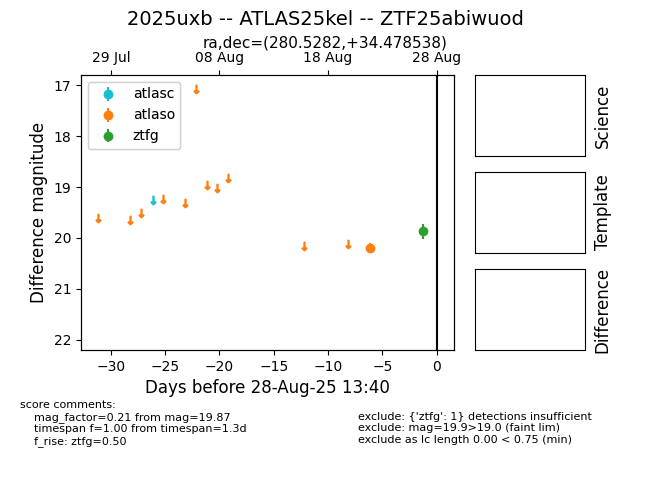 2025uxb -- ATLAS25kel -- ZTF25abiwuod
ra,dec=(280.5282,+34.478538)
29 Jul 08 Aug 18 Aug 28 Aug
atlasc
atlaso
ztfg
17
18
19
20
21
22
Difference magnitude
−30 −25 −20 −15 −10 −5 0
Days before 28-Aug-25 13:40
Science
Template
Difference
score comments:
mag_factor=0.21 from mag=19.87
timespan f=1.00 from timespan=1.3d
f_rise: ztfg=0.50
exclude: {'ztfg': 1} detections insufficient
exclude: mag=19.9>19.0 (faint lim)
exclude as lc length 0.00 < 0.75 (min)